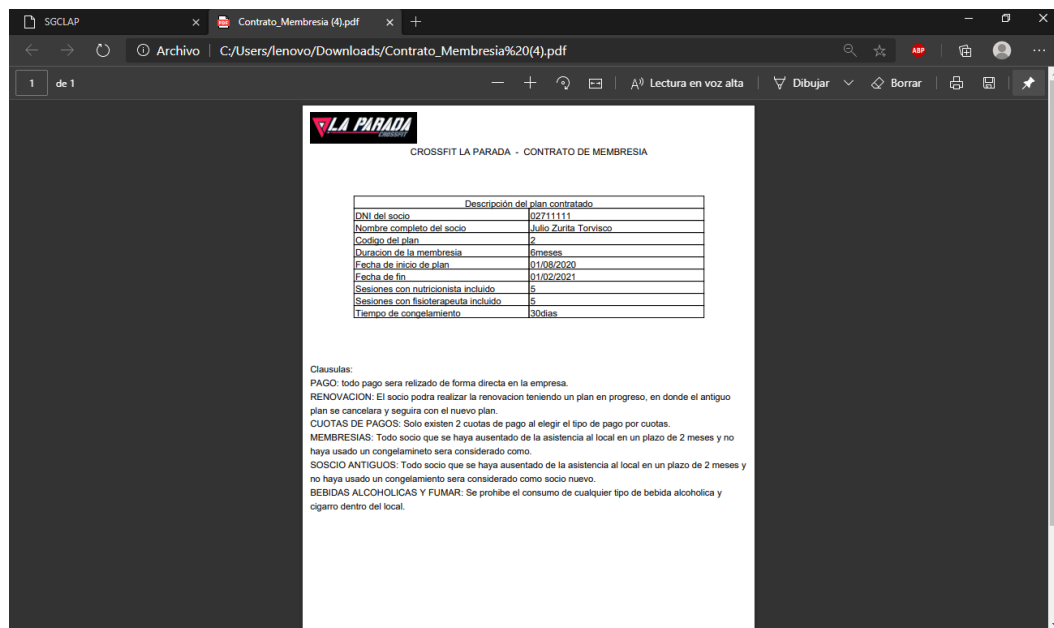 SGCLAP
Contrato_Membresia (4).pdf
Archivo C:/Users/lenovo/Downloads/Contrato_Membresia%20(4).pdf
ABP
1 de 1
Lectura en voz alta
Dibujar
Borrar
LA PARADA
CROSSFIT
CROSSFIT LA PARADA - CONTRATO DE MEMBRESIA
Descripción del plan contratado
DNI del socio 02711111
Nombre completo del socio Julio Zurita Torvisco
Codigo del plan 2
Duracion de la membresia 6meses
Fecha de inicio de plan 01/08/2020
Fecha de fin 01/02/2021
Sesiones con nutricionista incluido 5
Sesiones con fisioterapeuta incluido 5
Tiempo de congelamiento 30dias
Clausulas:
PAGO: todo pago sera relizado de forma directa en la empresa.
RENOVACION: El socio podra realizar la renovacion teniendo un plan en progreso, en donde el antiguo
plan se cancelara y seguira con el nuevo plan.
CUOTAS DE PAGOS: Solo existen 2 cuotas de pago al elegir el tipo de pago por cuotas.
MEMBRESIAS: Todo socio que se haya ausentado de la asistencia al local en un plazo de 2 meses y no
haya usado un congelamineto sera considerado como.
SOSCIO ANTIGUOS: Todo socio que se haya ausentado de la asistencia al local en un plazo de 2 meses y
no haya usado un congelamiento sera considerado como socio nuevo.
BEBIDAS ALCOHOLICAS Y FUMAR: Se prohibe el consumo de cualquier tipo de bebida alcoholica y
cigarro dentro del local.